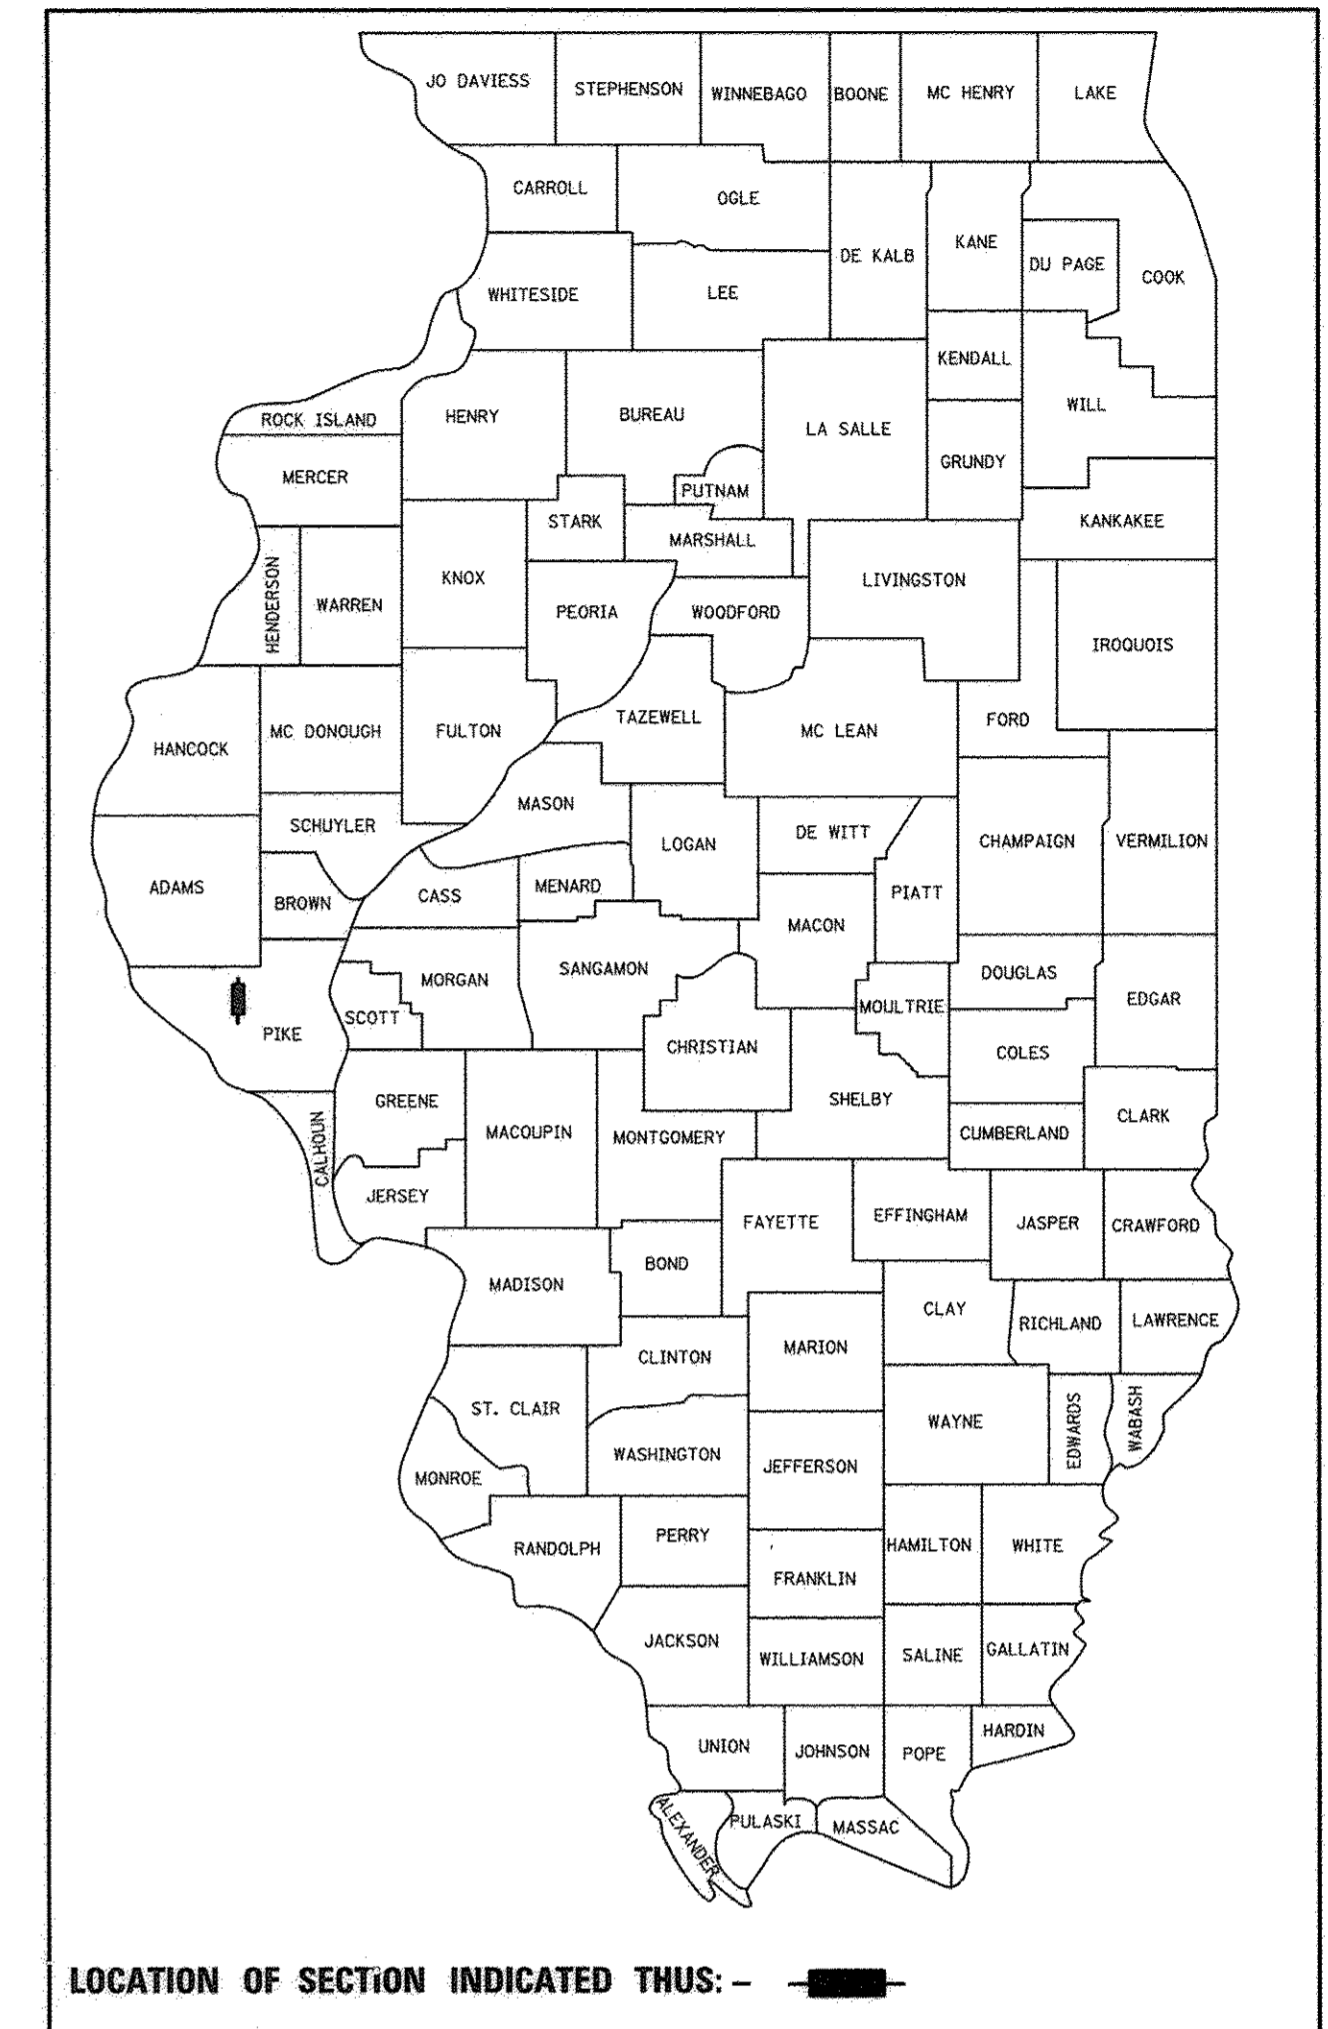 JO DAVIESS
STEPHENSON
WINNEBAGO
BOONE
MC HENRY
LAKE
CARROLL
OGLE
DE KALB
KANE
DU PAGE
COOK
WHITESIDE
LEE
KENDALL
ROCK ISLAND
HENRY
BUREAU
LA SALLE
WILL
MERCER
PUTNAM
GRUNDY
STARK
MARSHALL
KANKAKEE
HENDERSON
WARREN
KNOX
PEORIA
WOODFORD
LIVINGSTON
IROQUOIS
HANCOCK
MC DONOUGH
FULTON
TAZEWELL
MC LEAN
FORD
SCHUYLER
MASON
LOGAN
DE WITT
CHAMPAIGN
VERMILION
ADAMS
BROWN
CASS
MENARD
PIATT
MACON
SANGAMON
MORGAN
SCOTT
PIKE
DOUGLAS
EDGAR
MOULTRIE
CHRISTIAN
COLES
SHELBY
GREENE
CALHOUN
MACOUPIN
MONTGOMERY
CUMBERLAND
CLARK
JERSEY
FAYETTE
EFFINGHAM
JASPER
CRAWFORD
BOND
MADISON
CLAY
RICHLAND
LAWRENCE
CLINTON
MARION
ST. CLAIR
WAYNE
EDWARDS
WABASH
WASHINGTON
JEFFERSON
MONROE
RANDOLPH
PERRY
HAMILTON
WHITE
FRANKLIN
JACKSON
WILLIAMSON
SALINE
GALLATIN
UNION
JOHNSON
POPE
HARDIN
ALEXANDER
PULASKI
MASSAC
LOCATION OF SECTION INDICATED THUS: –